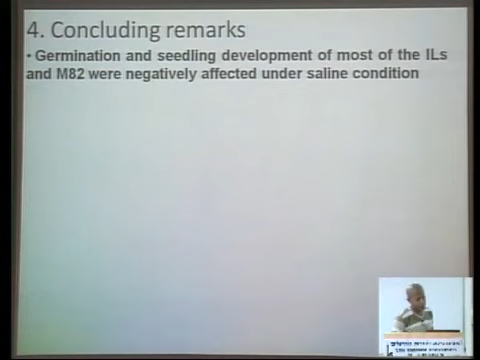 4. Concluding remarks
• Germination and seedling development of most of the ILs
and M82 were negatively affected under saline condition